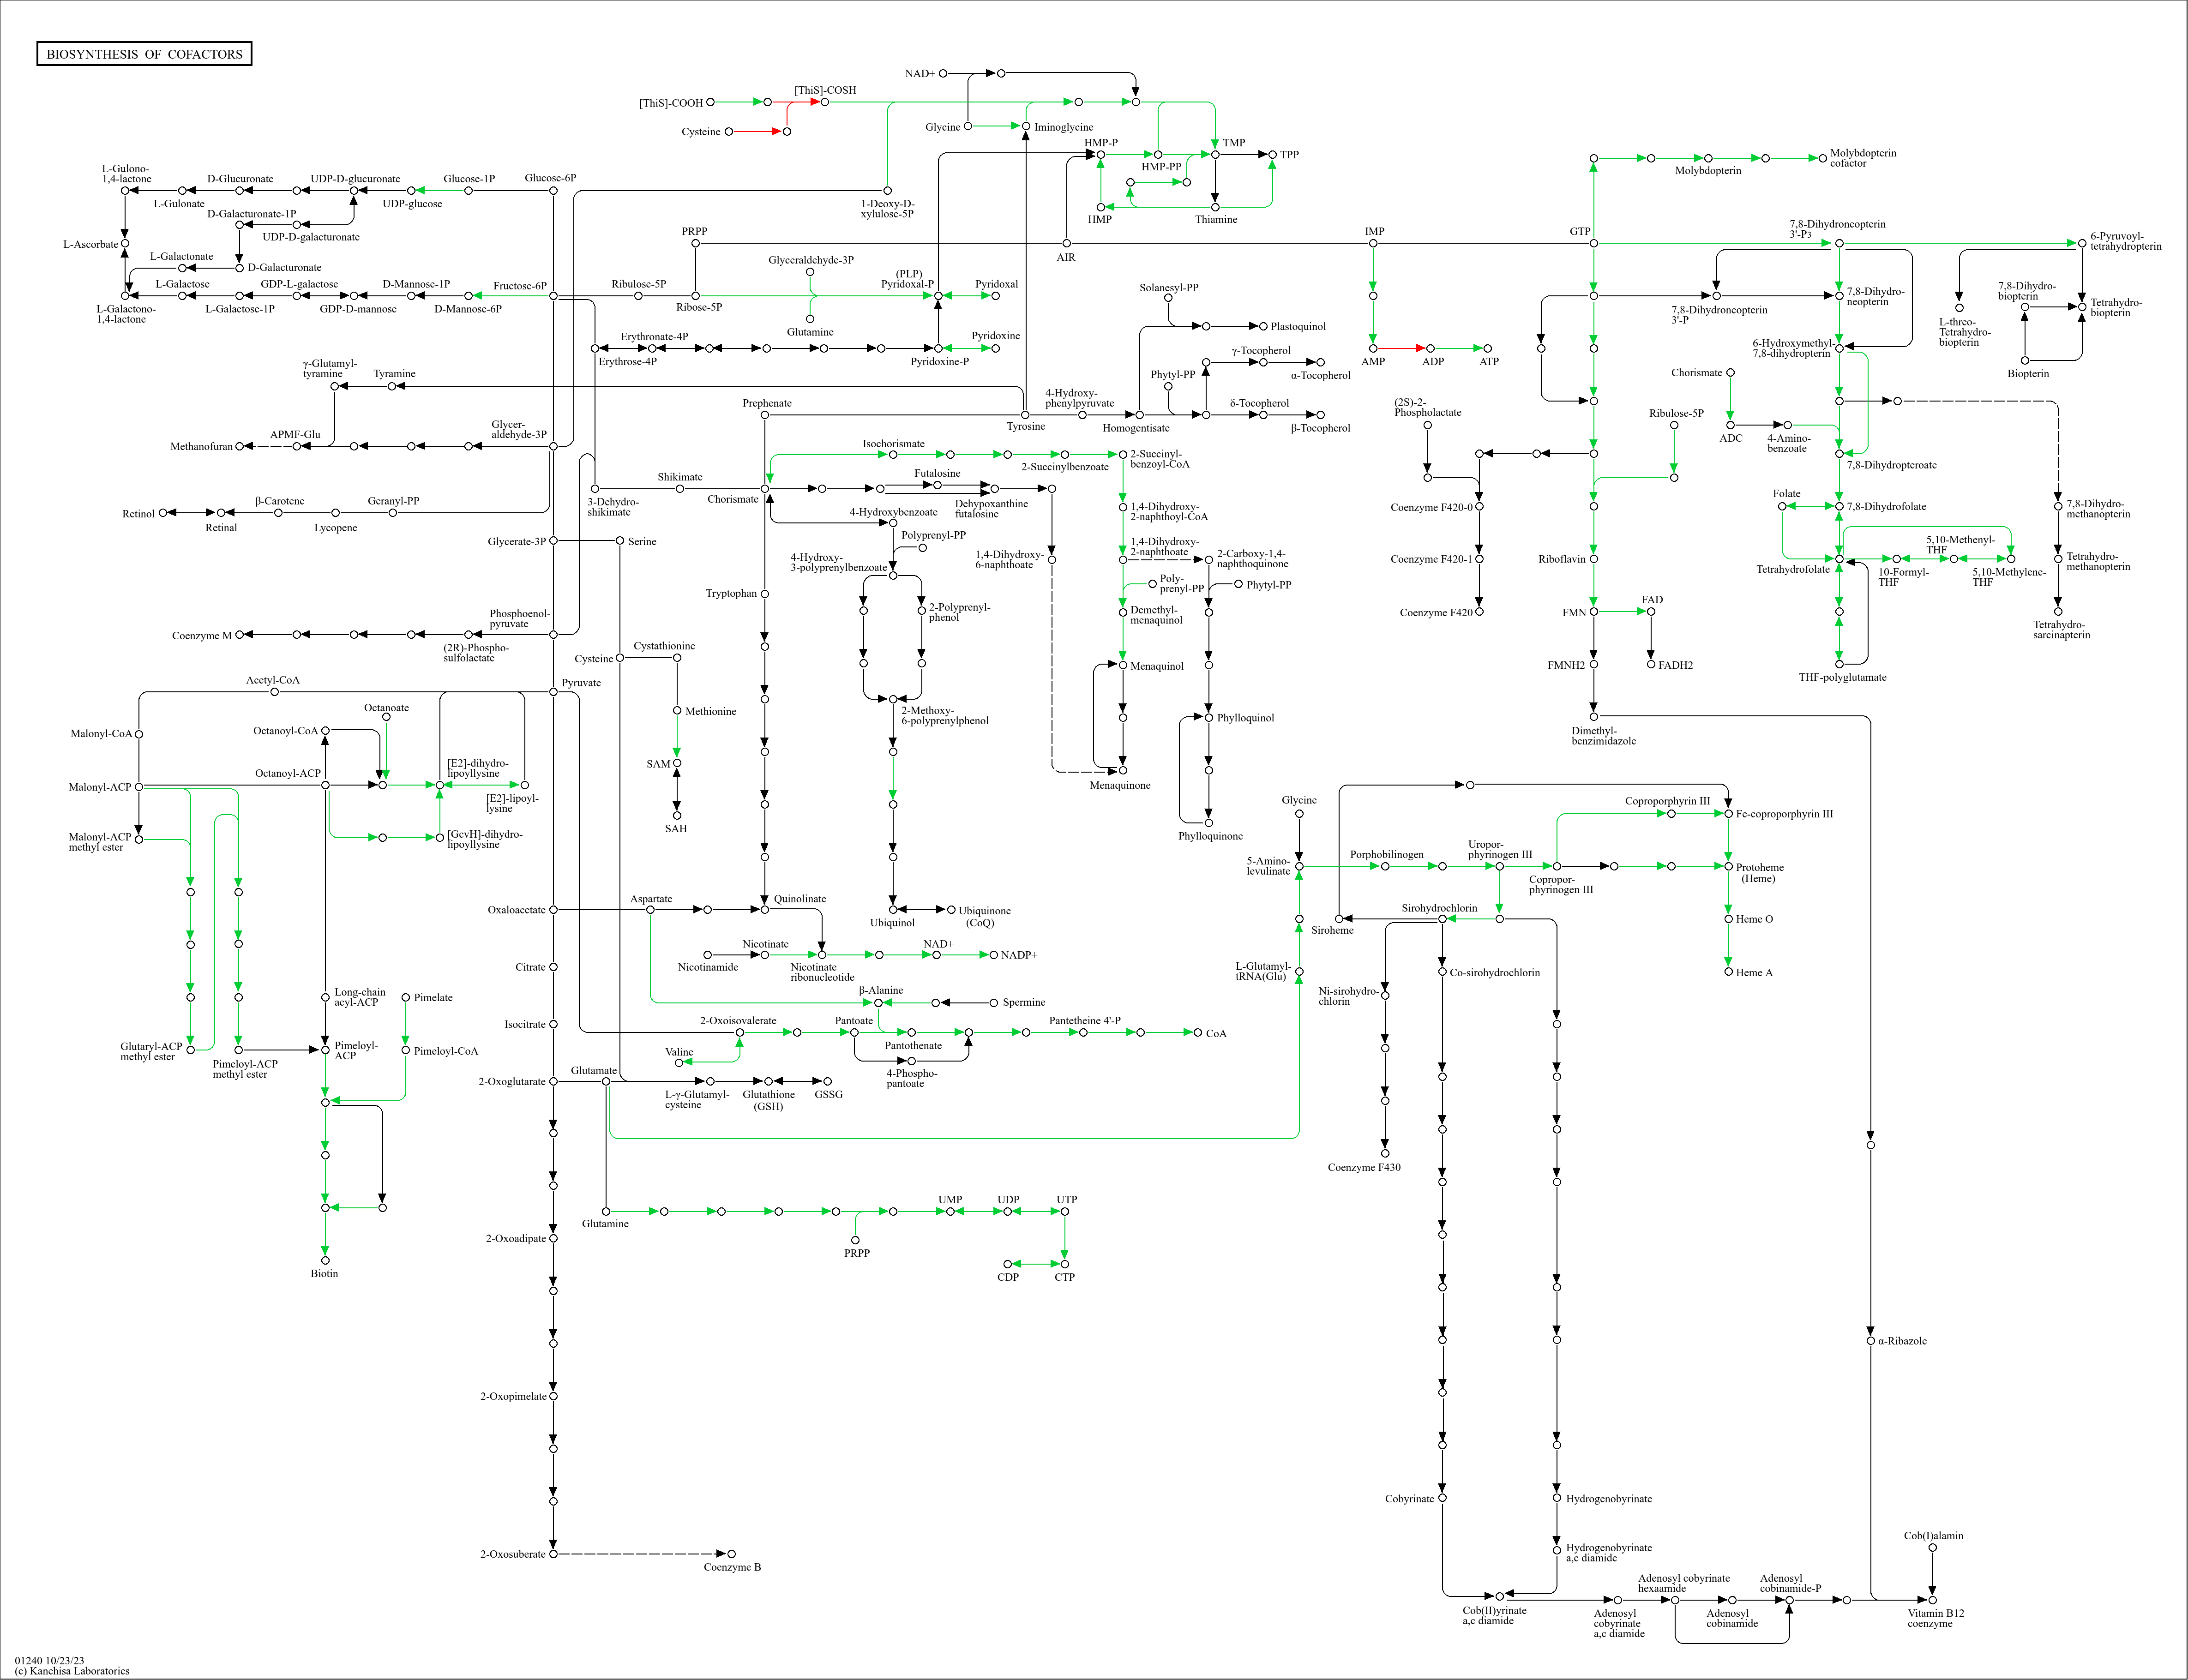 BIOSYNTHESIS OF COFACTORS
NAD+
[ThiS]-COSH
[ThiS]-COOH
Cysteine
Glycine
Iminoglycine
HMP-P
TMP
HMP-PP
TPP
HMP
Thiamine
Molybdopterin
cofactor
Molybdopterin
L-Gulono-
1,4-lactone
D-Glucuronate
UDP-D-glucuronate
Glucose-1P
Glucose-6P
L-Gulonate
UDP-glucose
1-Deoxy-D-
xylulose-5P
D-Galacturonate-1P
UDP-D-galacturonate
L-Ascorbate
L-Galactonate
D-Galacturonate
PRPP
AIR
IMP
GTP
7,8-Dihydroneopterin
3'-P3
6-Pyruvoyl-
tetrahydropterin
L-Galactose
GDP-L-galactose
D-Mannose-1P
Fructose-6P
Ribulose-5P
Glyceraldehyde-3P
(PLP)
Pyridoxal-P
Pyridoxal
L-Galactono-
1,4-lactone
L-Galactose-1P
GDP-D-mannose
D-Mannose-6P
Ribose-5P
Glutamine
Solanesyl-PP
Plastoquinol
7,8-Dihydroneopterin
3'-P
7,8-Dihydro-
neopterin
7,8-Dihydro-
biopterin
Tetrahydro-
biopterin
L-threo-
Tetrahydro-
biopterin
Biopterin
Erythronate-4P
Erythrose-4P
Pyridoxine-P
Pyridoxine
γ-Tocopherol
α-Tocopherol
AMP
ADP
ATP
6-Hydroxymethyl-
7,8-dihydropterin
γ-Glutamyl-
tyramine
Tyramine
Phytyl-PP
Chorismate
Prephenate
Tyrosine
4-Hydroxy-
phenylpyruvate
Homogentisate
δ-Tocopherol
β-Tocopherol
(2S)-2-
Phospholactate
Ribulose-5P
ADC
4-Amino-
benzoate
7,8-Dihydropteroate
Methanofuran
APMF-Glu
Glycer-
aldehyde-3P
Isochorismate
2-Succinylbenzoate
2-Succinyl-
benzoyl-CoA
Shikimate
3-Dehydro-
shikimate
Chorismate
Futalosine
Dehypoxanthine
futalosine
Retinol
Retinal
β-Carotene
Lycopene
Geranyl-PP
4-Hydroxybenzoate
1,4-Dihydroxy-
2-naphthoyl-CoA
Coenzyme F420-0
Folate
7,8-Dihydrofolate
7,8-Dihydro-
methanopterin
Glycerate-3P
Serine
Polyprenyl-PP
4-Hydroxy-
3-polyprenylbenzoate
1,4-Dihydroxy-
6-naphthoate
1,4-Dihydroxy-
2-naphthoate
2-Carboxy-1,4-
naphthoquinone
Coenzyme F420-1
Riboflavin
Tetrahydrofolate
10-Formyl-
THF
5,10-Methenyl-
THF
5,10-Methylene-
THF
Tetrahydro-
methanopterin
Tryptophan
2-Polyprenyl-
phenol
Poly-
prenyl-PP
Phytyl-PP
Demethyl-
menaquinol
Coenzyme F420
FMN
FAD
Tetrahydro-
sarcinapterin
Coenzyme M
(2R)-Phospho-
sulfolactate
Phosphoenol-
pyruvate
Cysteine
Cystathionine
Menaquinol
FMNH2
FADH2
THF-polyglutamate
Acetyl-CoA
Pyruvate
Octanoate
Methionine
2-Methoxy-
6-polyprenylphenol
Phylloquinol
Dimethyl-
benzimidazole
Malonyl-CoA
Octanoyl-CoA
Malonyl-ACP
Octanoyl-ACP
[E2]-dihydro-
lipoyllysine
[E2]-lipoyl-
lysine
SAM
SAH
Menaquinone
Phylloquinone
Malonyl-ACP
methyl ester
[GcvH]-dihydro-
lipoyllysine
Glycine
5-Amino-
levulinate
Porphobilinogen
Uropor-
phyrinogen III
Copropor-
phyrinogen III
Coproporphyrin III
Fe-coproporphyrin III
Protoheme
(Heme)
Oxaloacetate
Aspartate
Quinolinate
Ubiquinol
Ubiquinone
(CoQ)
Siroheme
Sirohydrochlorin
Heme O
Nicotinamide
Nicotinate
Nicotinate
ribonucleotide
NAD+
NADP+
Citrate
L-Glutamyl-
tRNA(Glu)
Co-sirohydrochlorin
Heme A
Long-chain
acyl-ACP
Pimelate
β-Alanine
Spermine
Ni-sirohydro-
chlorin
Isocitrate
2-Oxoisovalerate
Pantoate
Pantothenate
Pantetheine 4'-P
CoA
Glutaryl-ACP
methyl ester
Pimeloyl-ACP
methyl ester
Pimeloyl-
ACP
Pimeloyl-CoA
Valine
4-Phospho-
pantoate
2-Oxoglutarate
Glutamate
L-γ-Glutamyl-
cysteine
Glutathione
(GSH)
GSSG
Coenzyme F430
Glutamine
UMP
UDP
UTP
PRPP
CDP
CTP
2-Oxoadipate
Biotin
α-Ribazole
2-Oxopimelate
Cobyrinate
Hydrogenobyrinate
2-Oxosuberate
Coenzyme B
Hydrogenobyrinate
a,c diamide
Cob(I)alamin
Cob(II)yrinate
a,c diamide
Adenosyl
cobyrinate
a,c diamide
Adenosyl cobyrinate
hexaamide
Adenosyl
cobinamide
Adenosyl
cobinamide-P
Vitamin B12
coenzyme
01240 10/23/23
(c) Kanehisa Laboratories